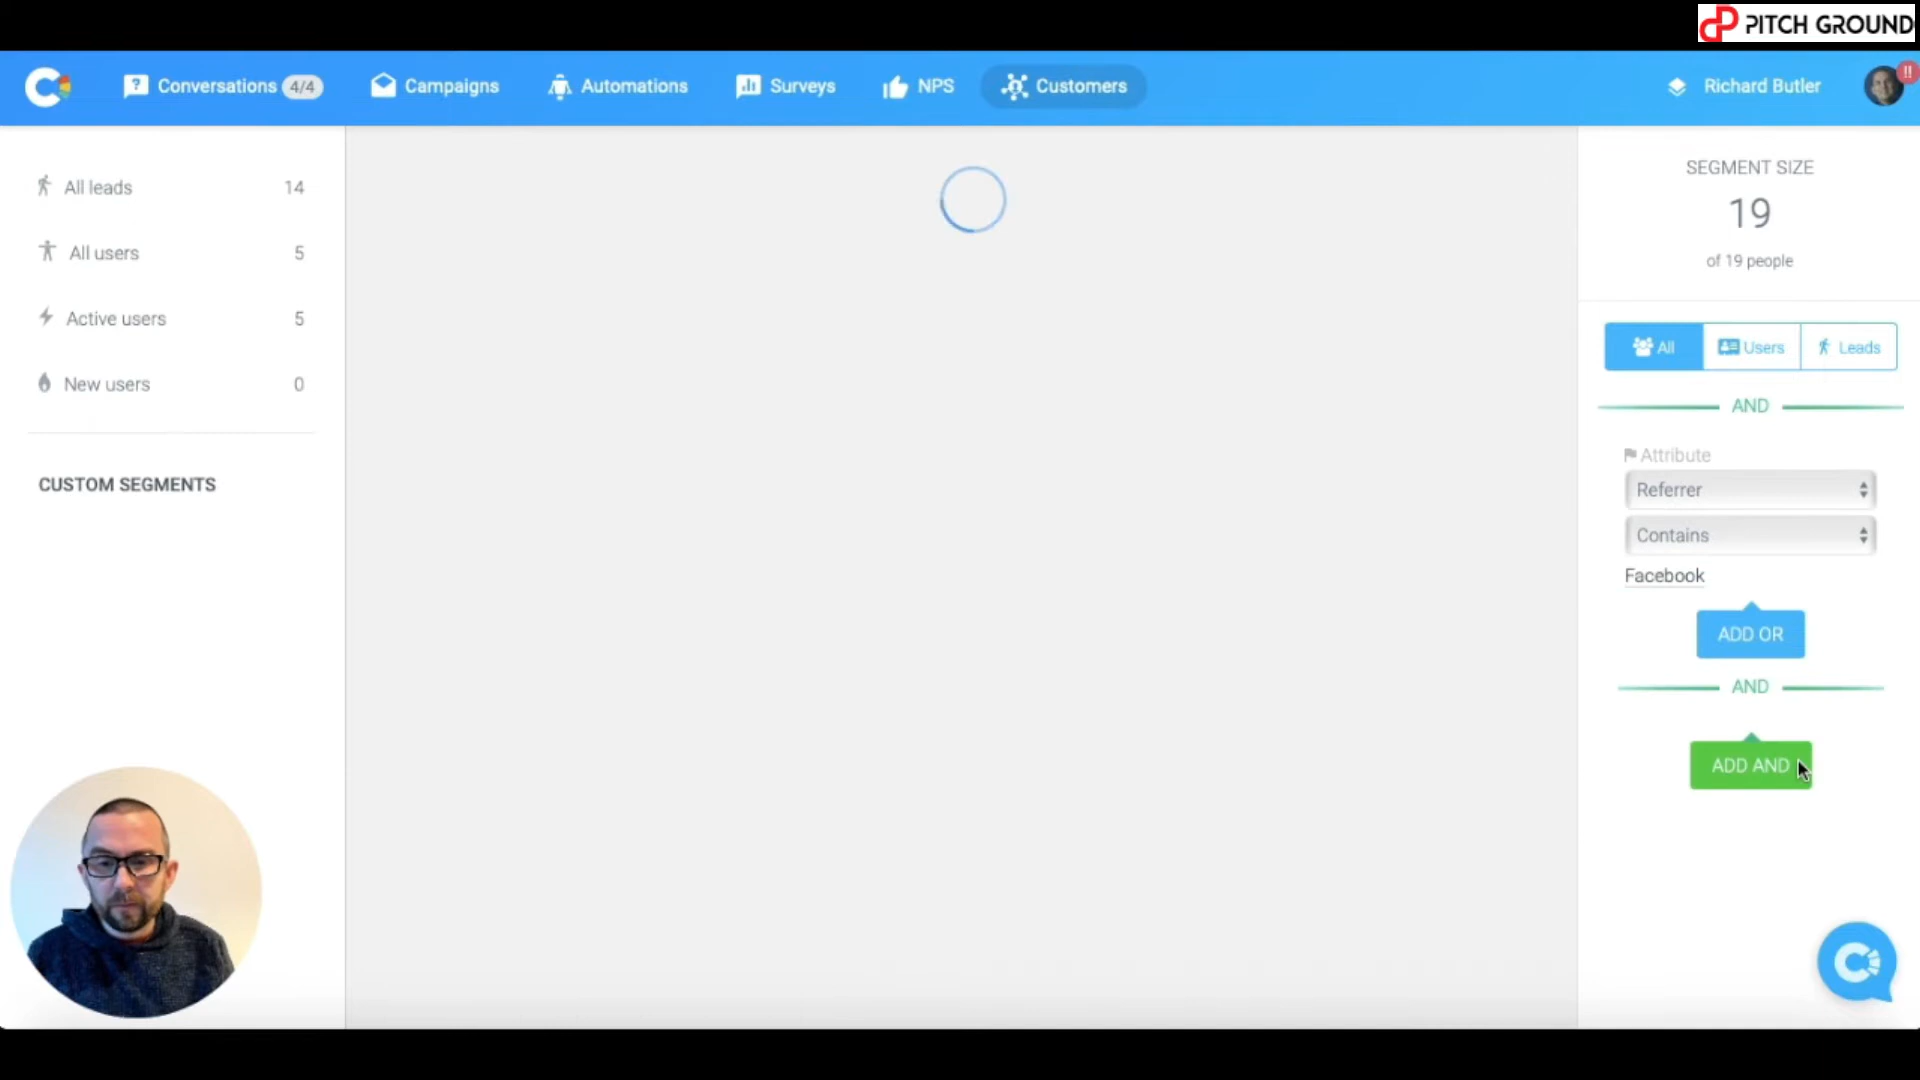 PITCH GROUND
Conversations 4/4 Campaigns Automations Surveys NPS Customers Richard Butler !!
All leads 14
All users 5
Active users 5
New users 0
CUSTOM SEGMENTS
SEGMENT SIZE
19
of 19 people
All Users Leads
AND
Attribute
Referrer
Contains
Facebook
ADD OR
AND
ADD AND